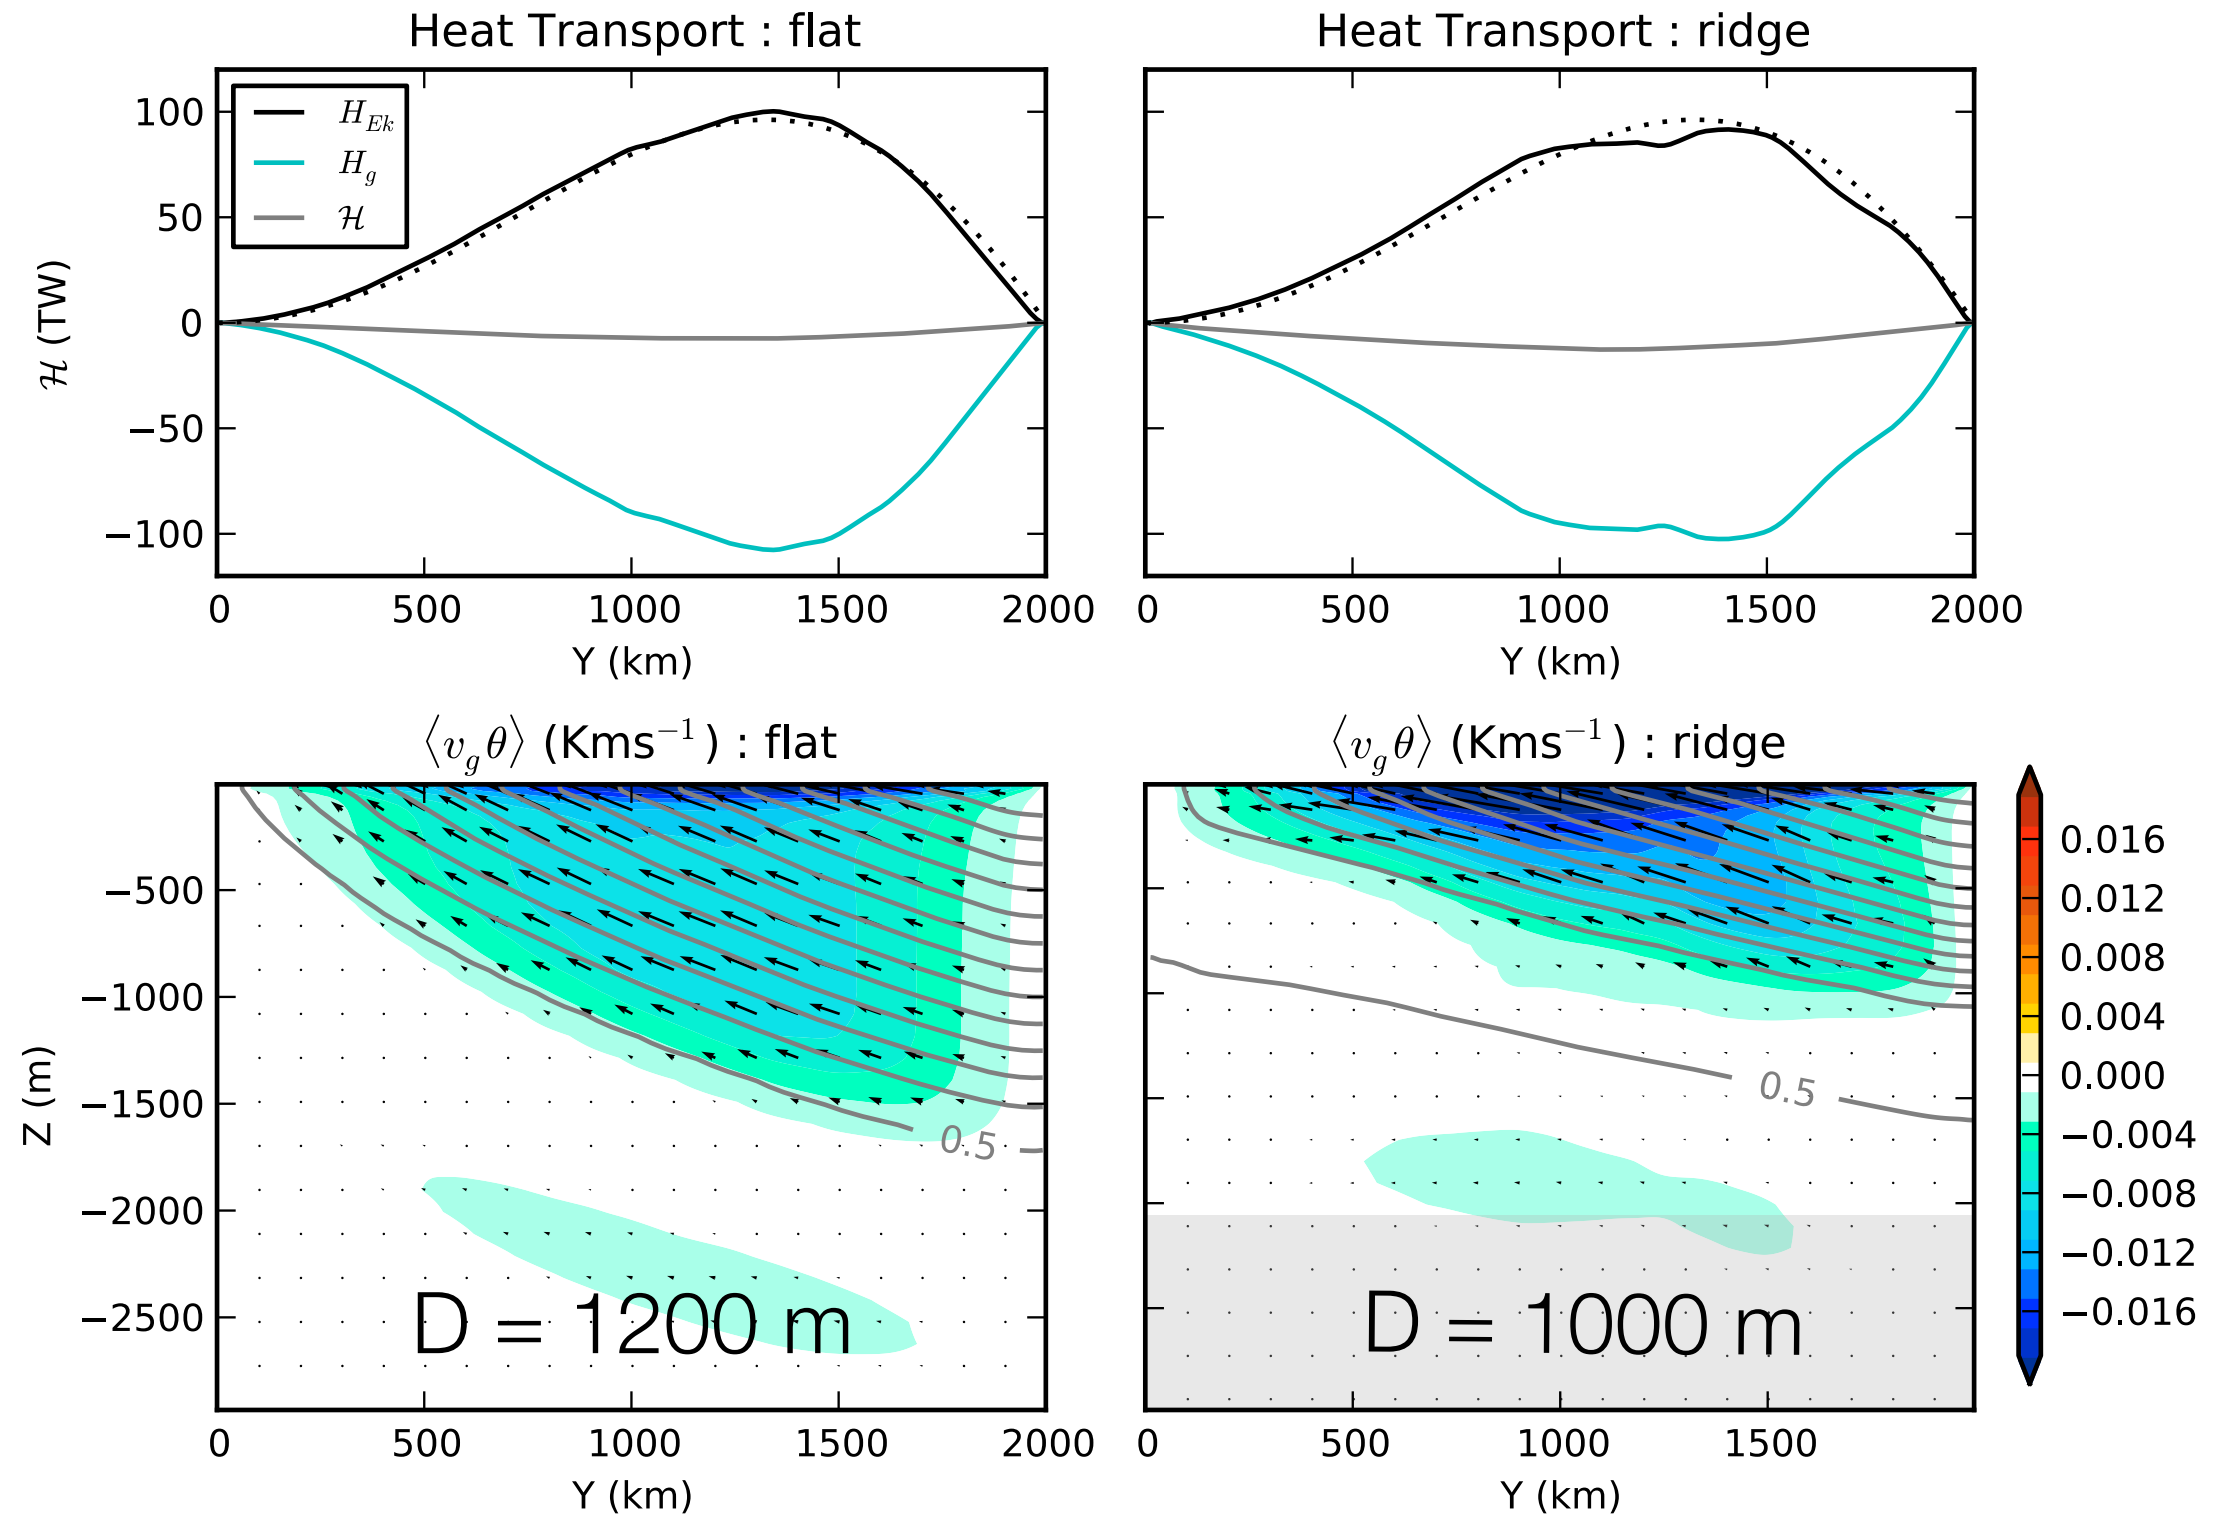 Heat Transport : flat
100
50
0
−50
−100
ℋ (TW)
H_Ek
H_g
ℋ
0 500 1000 1500 2000
Y (km)
Heat Transport : ridge
0 500 1000 1500 2000
Y (km)
⟨v_g θ⟩ (Kms⁻¹) : flat
−500
−1000
−1500
−2000
−2500
Z (m)
0.5
D = 1200 m
0 500 1000 1500 2000
Y (km)
⟨v_g θ⟩ (Kms⁻¹) : ridge
0.5
D = 1000 m
0 500 1000 1500
Y (km)
0.016
0.012
0.008
0.004
0.000
−0.004
−0.008
−0.012
−0.016